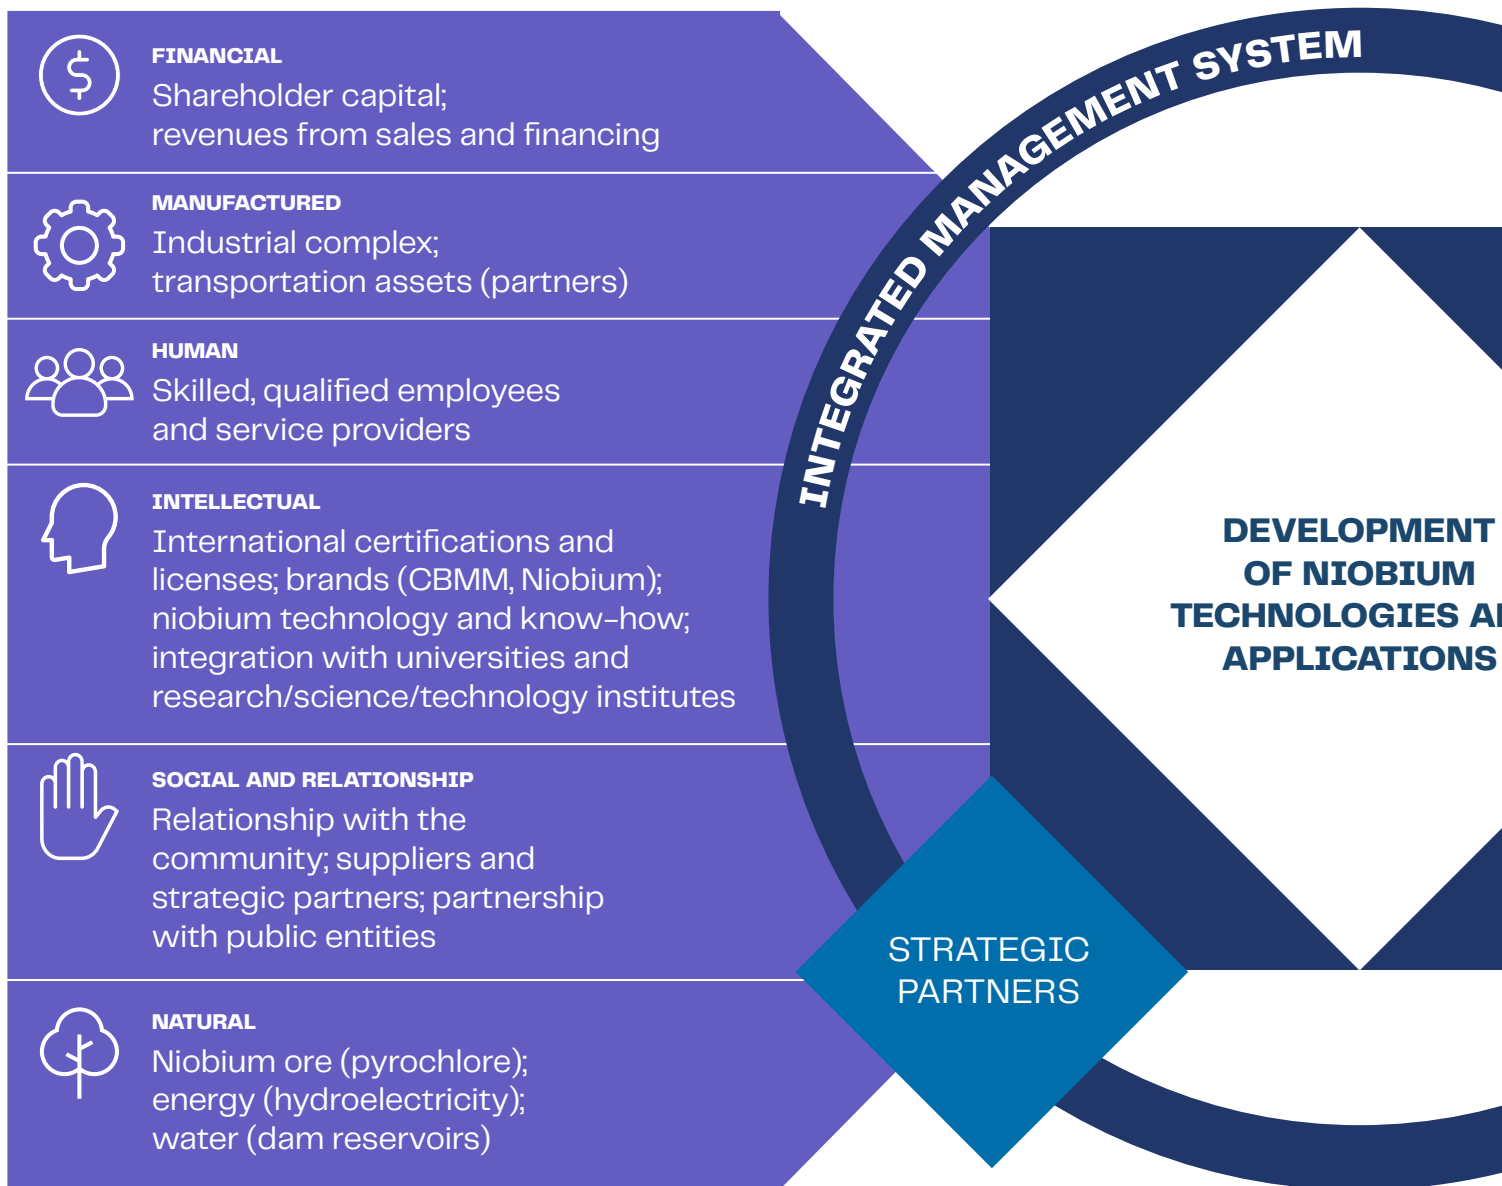 FINANCIAL
Shareholder capital;
revenues from sales and financing
MANUFACTURED
Industrial complex;
transportation assets (partners)
HUMAN
Skilled, qualified employees
and service providers
INTELLECTUAL
International certifications and
licenses; brands (CBMM, Niobium);
niobium technology and know-how;
integration with universities and
research/science/technology institutes
SOCIAL AND RELATIONSHIP
Relationship with the
community; suppliers and
strategic partners; partnership
with public entities
NATURAL
Niobium ore (pyrochlore);
energy (hydroelectricity);
water (dam reservoirs)
INTEGRATED MANAGEMENT SYSTEM
DEVELOPMENT
OF NIOBIUM
TECHNOLOGIES
APPLICATIONS
STRATEGIC
PARTNERS